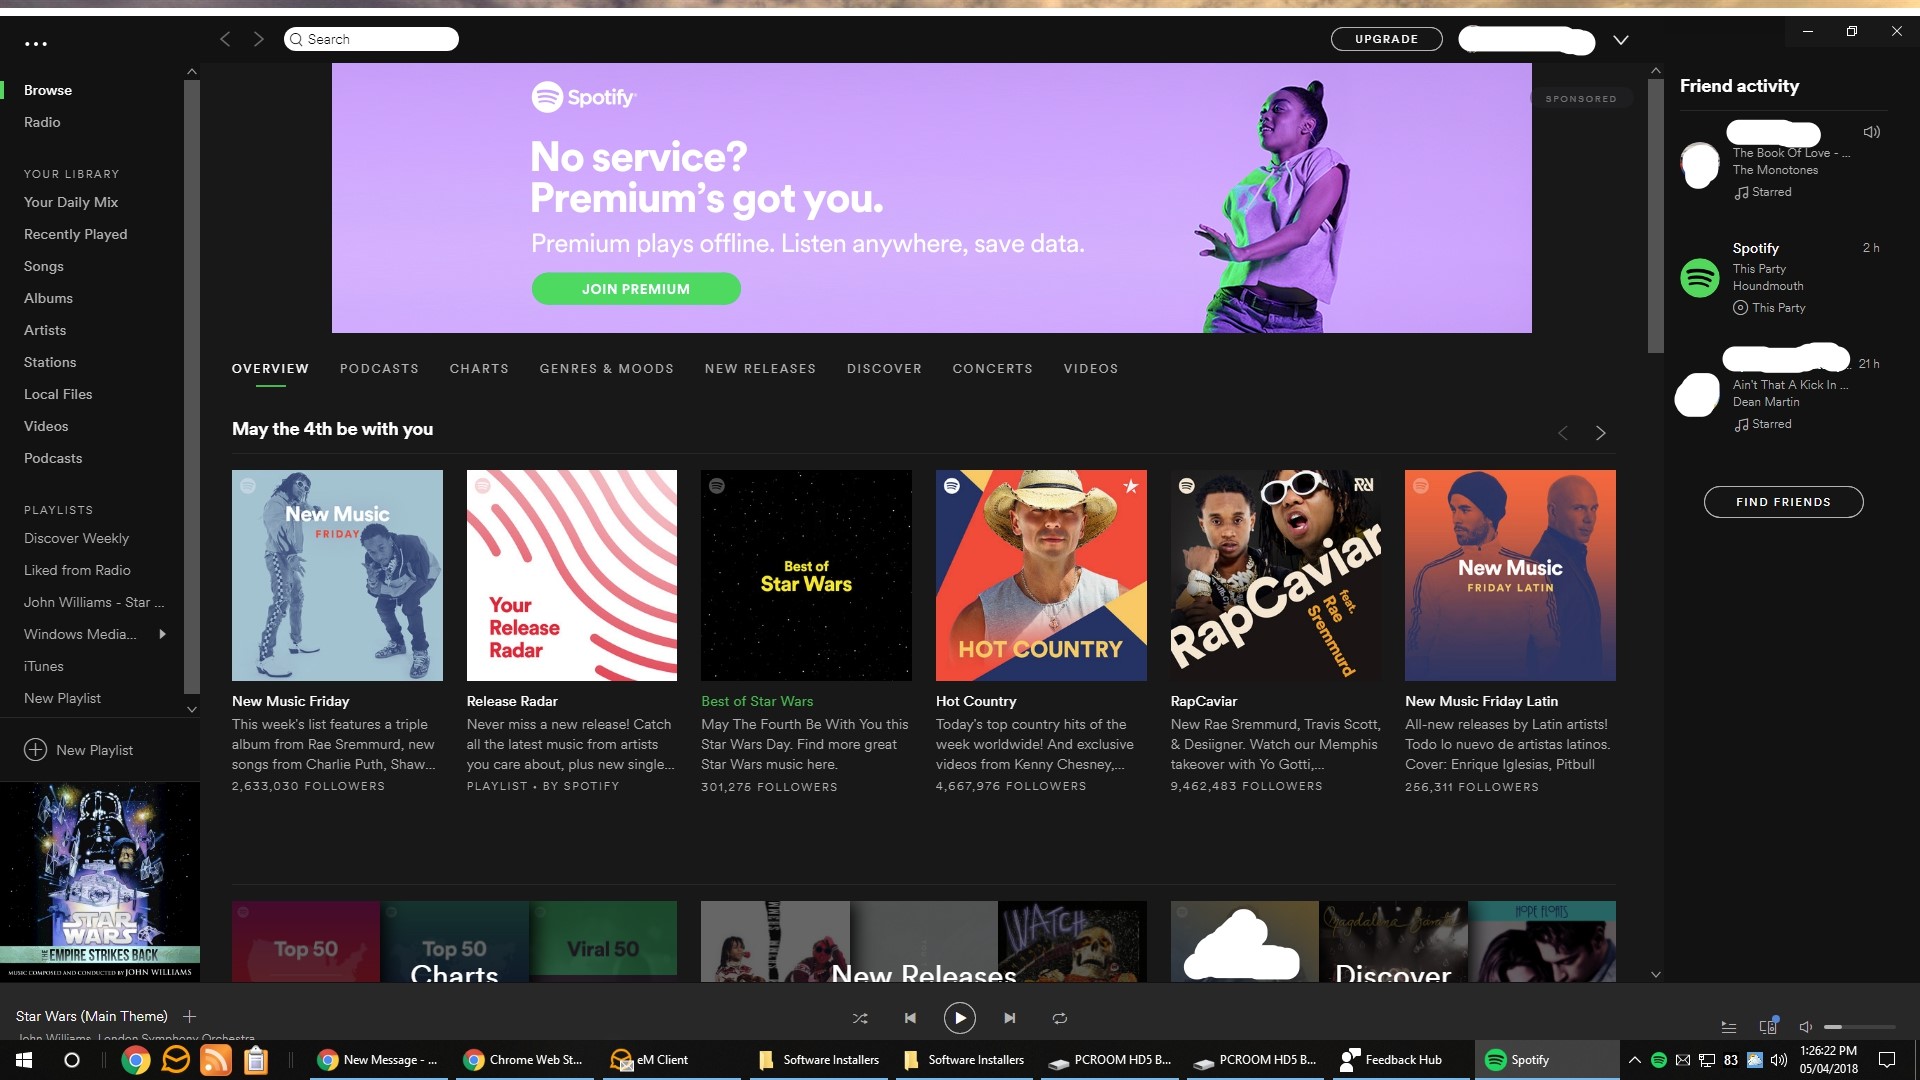 Search
UPGRADE
Browse
Radio
YOUR LIBRARY
Your Daily Mix
Recently Played
Songs
Albums
Artists
Stations
Local Files
Videos
Podcasts
PLAYLISTS
Discover Weekly
Liked from Radio
John Williams - Star ...
Windows Media...
iTunes
New Playlist
New Playlist
STAR
WARS
THE EMPIRE STRIKES BACK
MUSIC COMPOSED AND CONDUCTED BY JOHN WILLIAMS
Spotify
No service?
Premium's got you.
Premium plays offline. Listen anywhere, save data.
JOIN PREMIUM
SPONSORED
OVERVIEW PODCASTS CHARTS GENRES & MOODS NEW RELEASES DISCOVER CONCERTS VIDEOS
May the 4th be with you
New Music
FRIDAY
New Music Friday
This week's list features a triple
album from Rae Sremmurd, new
songs from Charlie Puth, Shaw...
2,633,030 FOLLOWERS
Your
Release
Radar
Release Radar
Never miss a new release! Catch
all the latest music from artists
you care about, plus new single...
PLAYLIST • BY SPOTIFY
Best of
Star Wars
Best of Star Wars
May The Fourth Be With You this
Star Wars Day. Find more great
Star Wars music here.
301,275 FOLLOWERS
HOT COUNTRY
Hot Country
Today's top country hits of the
week worldwide! And exclusive
videos from Kenny Chesney,...
4,667,976 FOLLOWERS
RapCaviar
feat.
Rae
Sremmurd
RapCaviar
New Rae Sremmurd, Travis Scott,
& Desiigner. Watch our Memphis
takeover with Yo Gotti,...
9,462,483 FOLLOWERS
New Music
FRIDAY LATIN
New Music Friday Latin
All-new releases by Latin artists!
Todo lo nuevo de artistas latinos.
Cover: Enrique Iglesias, Pitbull
256,311 FOLLOWERS
Top 50
Top 50
Viral 50
Charts
WATCH
New Releases
HOPE FLOATS
Discover
Friend activity
The Book Of Love - ...
The Monotones
Starred
Spotify
2 h
This Party
Houndmouth
This Party
21 h
Ain't That A Kick In ...
Dean Martin
Starred
FIND FRIENDS
Star Wars (Main Theme)
John Williams, London Symphony Orchestra
New Message - ...
Chrome Web St...
eM Client
Software Installers
Software Installers
PCROOM HD5 B...
PCROOM HD5 B...
Feedback Hub
Spotify
83
1:26:22 PM
05/04/2018